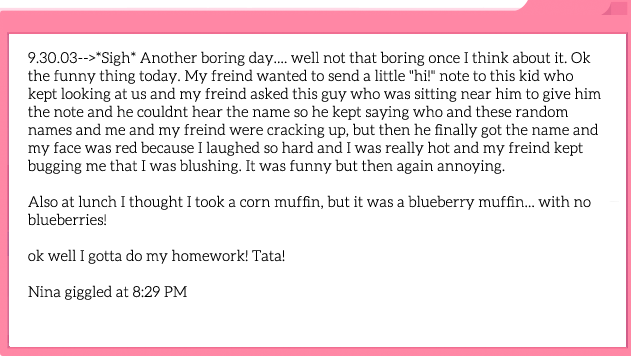 9.30.03-->*Sigh* Another boring day.... well not that boring once I think about it. Ok
the funny thing today. My freind wanted to send a little "hi!" note to this kid who
kept looking at us and my freind asked this guy who was sitting near him to give him
the note and he couldnt hear the name so he kept saying who and these random
names and me and my freind were cracking up, but then he finally got the name and
my face was red because I laughed so hard and I was really hot and my freind kept
bugging me that I was blushing. It was funny but then again annoying.
Also at lunch I thought I took a corn muffin, but it was a blueberry muffin... with no
blueberries!
ok well I gotta do my homework! Tata!
Nina giggled at 8:29 PM